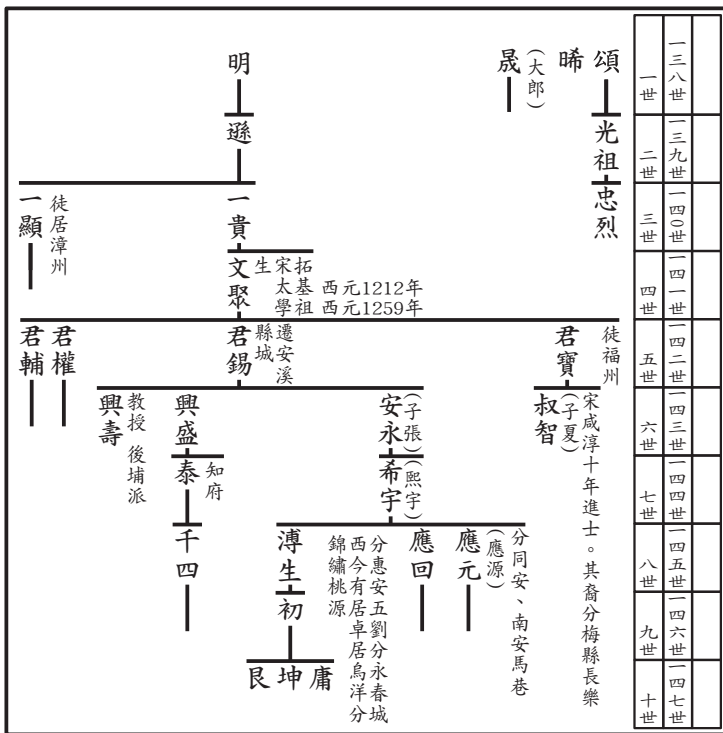 一三八世
一世
頌
晞
晟
(大郎)
明
一三九世
二世
光祖
遜
一四0世
三世
忠烈
一貴
一顯
徒居漳州
一四一世
四世
文聚
拓基祖
宋太學
生
西元1212年
西元1259年
一四二世
五世
徒福州
君寶
遷安溪
縣城
君錫
君權
君輔
一四三世
六世
宋咸淳十年進士。其裔分梅縣長樂
叔智
(子夏)
安永
(子張)
興盛
興壽
教授 後埔派
一四四世
七世
希宇
(熙宇)
泰
知府
一四五世
八世
分同安、南安馬巷
應元
(應源)
應回
分惠安五劉分永春城
西今有居卓居烏洋分
錦繡桃源
溥生
千四
一四六世
九世
初
一四七世
十世
庸
坤
艮